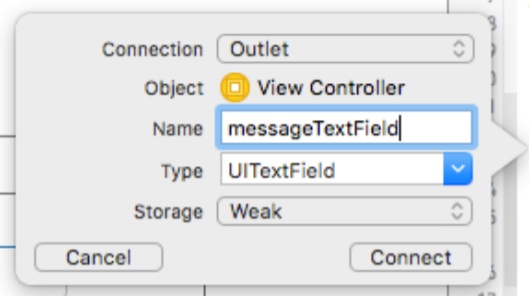 Connection Outlet
Object View Controller
Name messageTextField
Type UITextField
Storage Weak
Cancel Connect